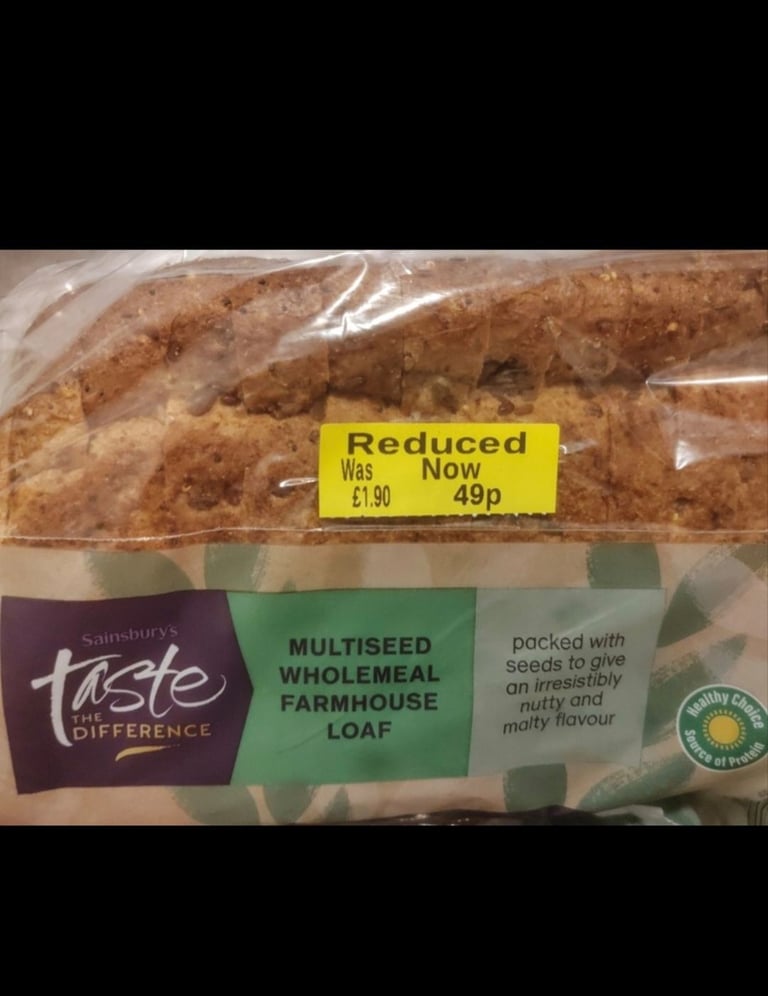 Reduced
Was Now
£1.90 49p
Sainsbury's
taste
THE
DIFFERENCE
MULTISEED
WHOLEMEAL
FARMHOUSE
LOAF
packed with
seeds to give
an irresistibly
nutty and
malty flavour
Healthy Choice
Source of Protein